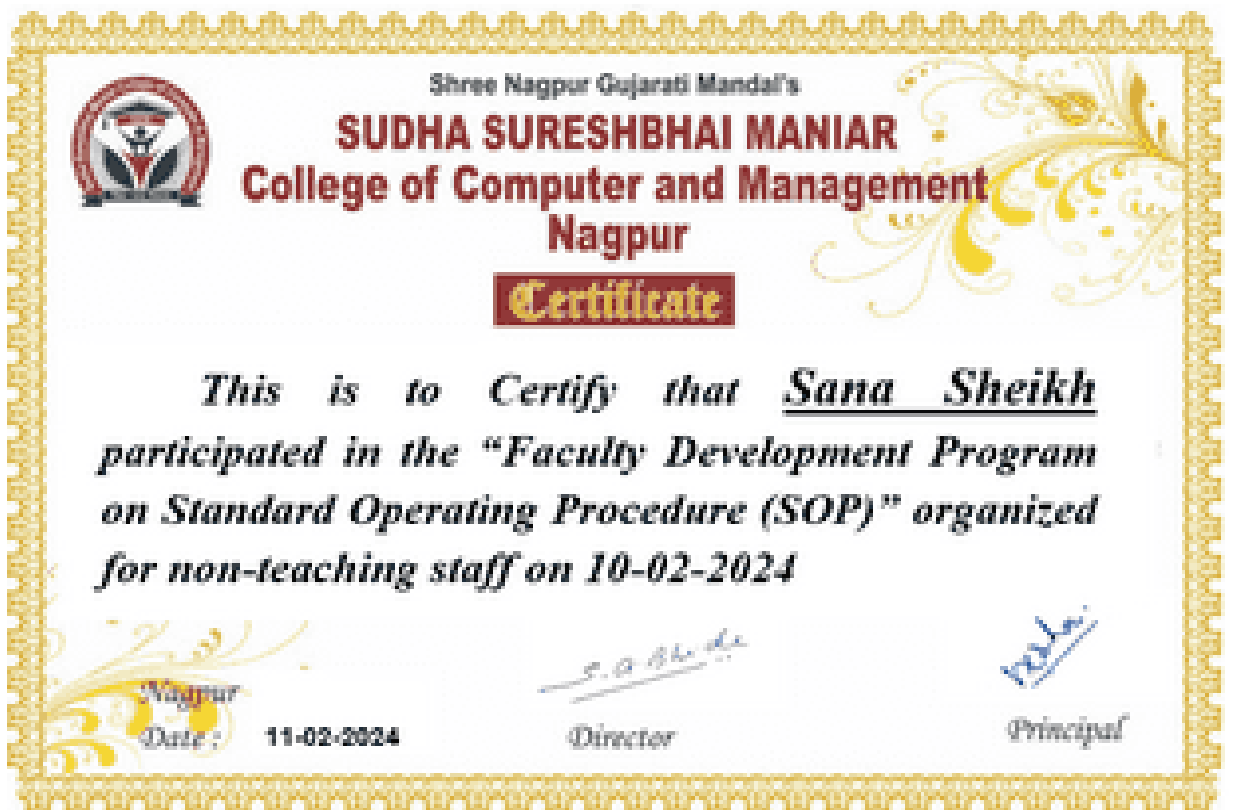 Shree Nagpur Gujarati Mandal's
SUDHA SURESHBHAI MANIAR
College of Computer and Management
Nagpur
Certificate
This is to Certify that Sana Sheikh
participated in the “Faculty Development Program
on Standard Operating Procedure (SOP)” organized
for non-teaching staff on 10-02-2024
Nagpur
Date : 11-02-2024
Director
Principal